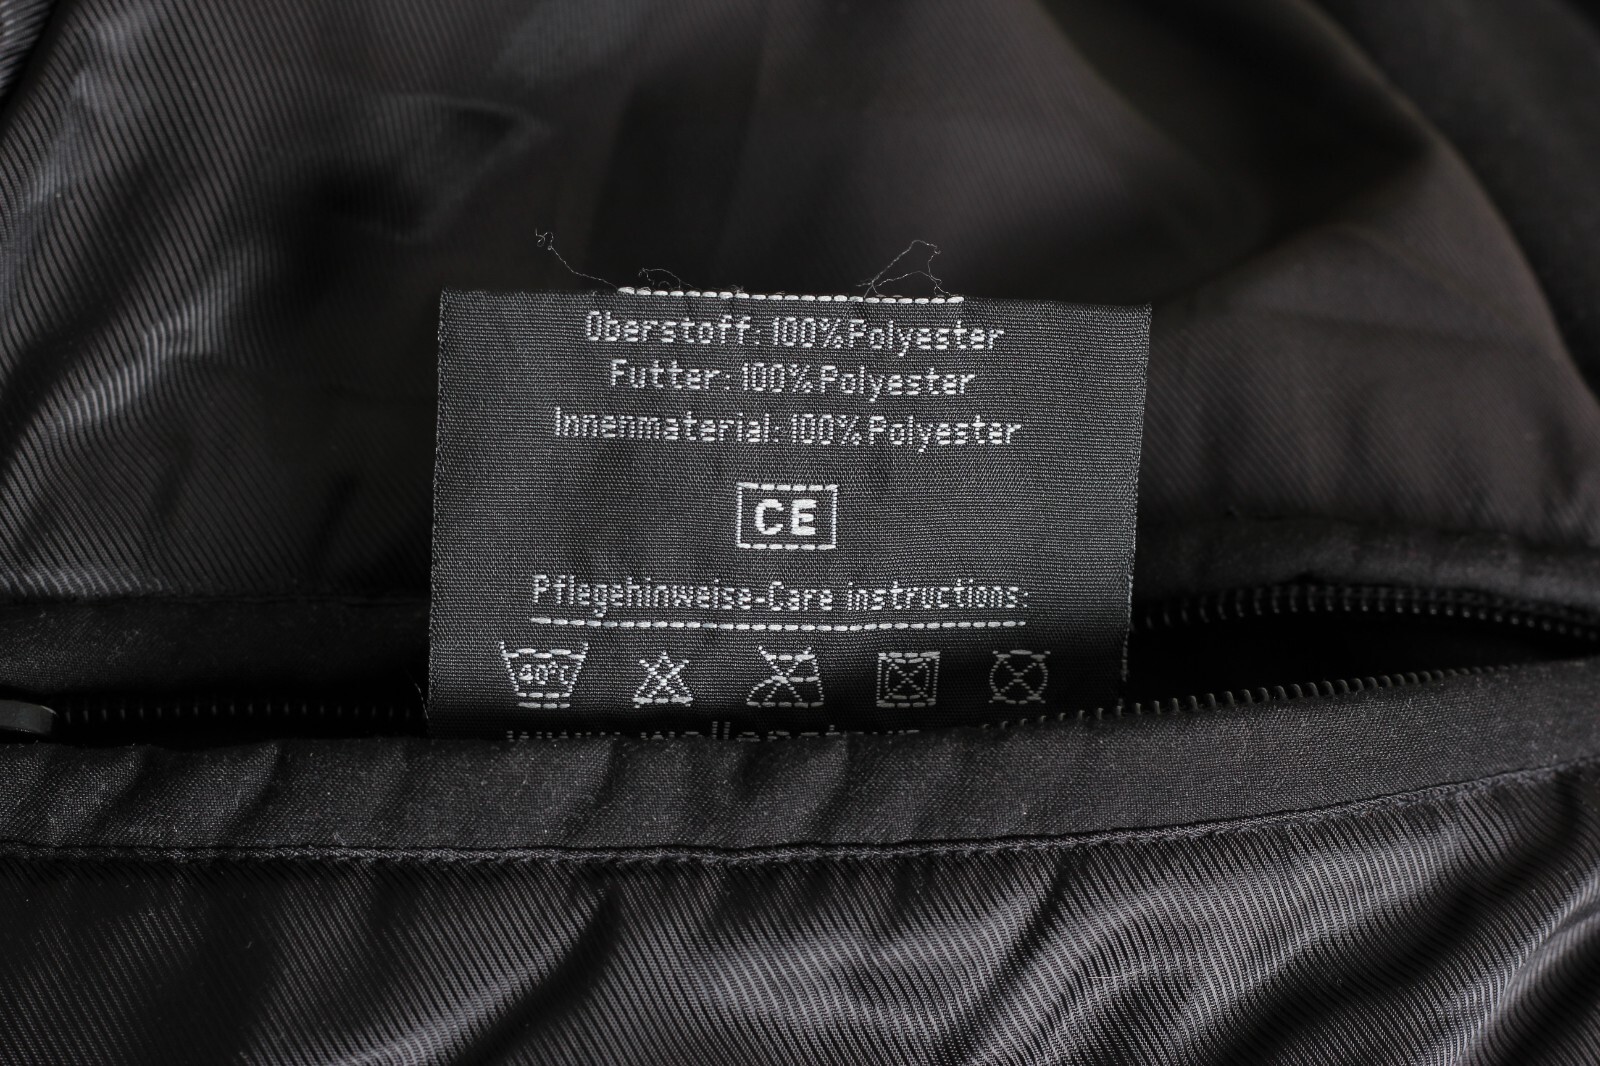 Oberstoff: 100% Polyester
Futter: 100% Polyester
Innenmaterial: 100% Polyester
CE
Pflegehinweise-Care instructions:
40°C